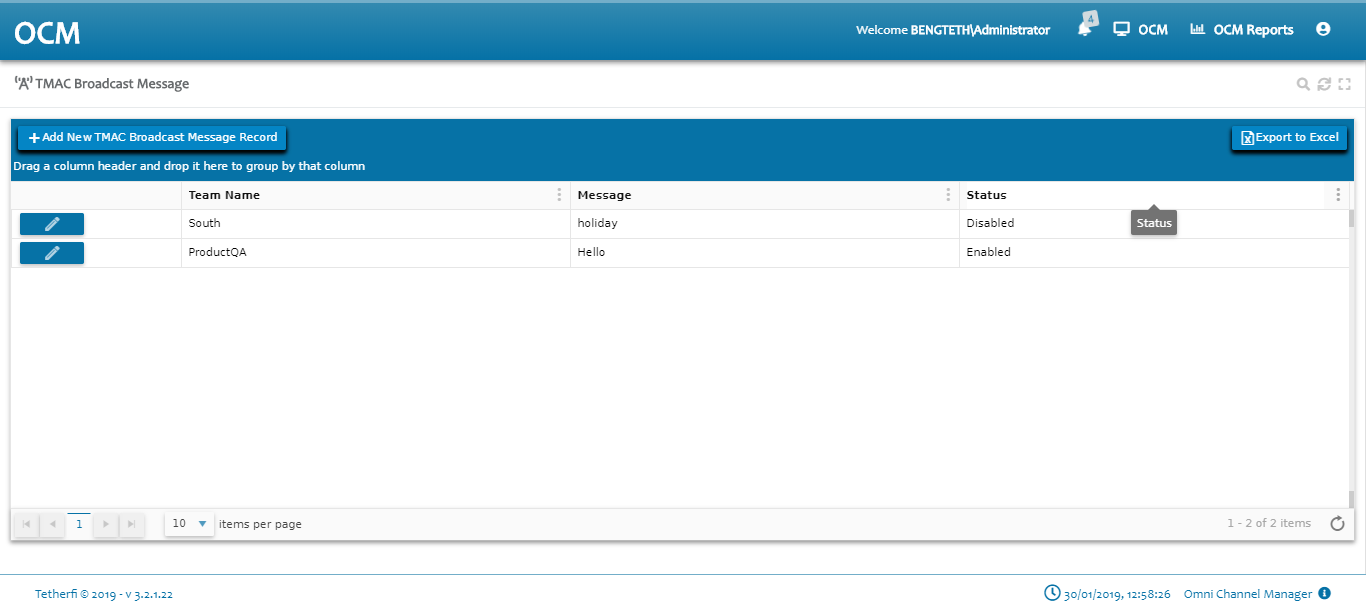 OCM
Welcome BENGTETH\Administrator
4
OCM
OCM Reports
TMAC Broadcast Message
Add New TMAC Broadcast Message Record
Export to Excel
Drag a column header and drop it here to group by that column
Team Name Message Status
South holiday Disabled
Status
ProductQA Hello Enabled
1 10 items per page
1 - 2 of 2 items
Tetherfi © 2019 - v 3.2.1.22
30/01/2019, 12:58:26 Omni Channel Manager